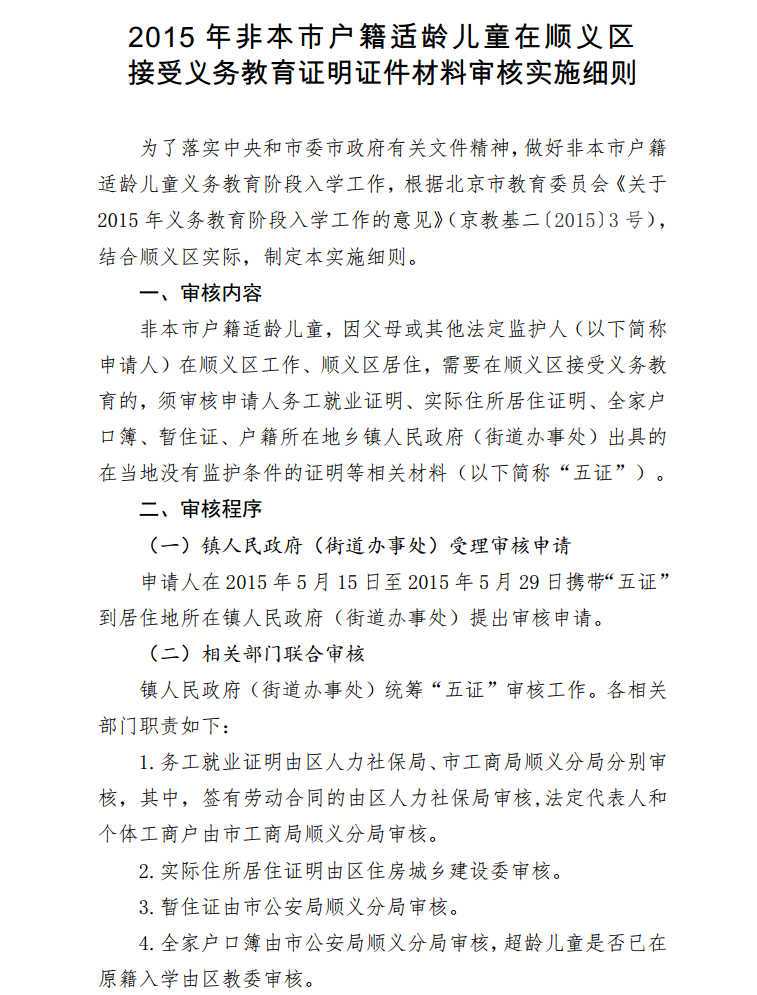 2015 年非本市户籍适龄儿童在顺义区
接受义务教育证明证件材料审核实施细则
为了落实中央和市委市政府有关文件精神，做好非本市户籍
适龄儿童义务教育阶段入学工作，根据北京市教育委员会《关于
2015 年义务教育阶段入学工作的意见》（京教基二〔2015〕3 号），
结合顺义区实际，制定本实施细则。
一、审核内容
非本市户籍适龄儿童，因父母或其他法定监护人（以下简称
申请人）在顺义区工作、顺义区居住，需要在顺义区接受义务教
育的，须审核申请人务工就业证明、实际住所居住证明、全家户
口簿、暂住证、户籍所在地乡镇人民政府（街道办事处）出具的
在当地没有监护条件的证明等相关材料（以下简称“五证”）。
二、审核程序
（一）镇人民政府（街道办事处）受理审核申请
申请人在 2015 年 5 月 15 日至 2015 年 5 月 29 日携带“五证”
到居住地所在镇人民政府（街道办事处）提出审核申请。
（二）相关部门联合审核
镇人民政府（街道办事处）统筹“五证”审核工作。各相关
部门职责如下：
1.务工就业证明由区人力社保局、市工商局顺义分局分别审
核，其中，签有劳动合同的由区人力社保局审核,法定代表人和
个体工商户由市工商局顺义分局审核。
2.实际住所居住证明由区住房城乡建设委审核。
3.暂住证由市公安局顺义分局审核。
4.全家户口簿由市公安局顺义分局审核，超龄儿童是否已在
原籍入学由区教委审核。